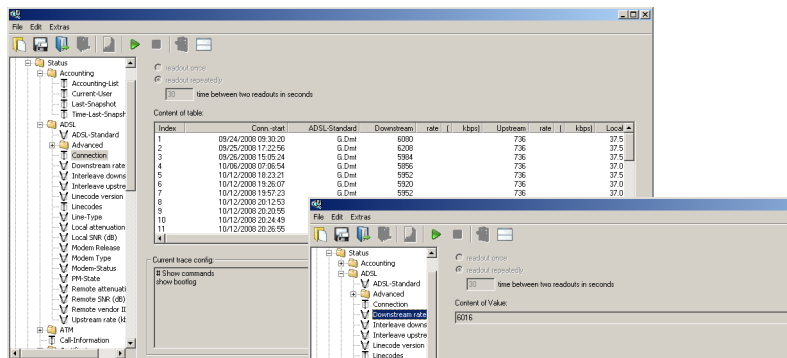 File Edit Extras
Status
Accounting
Accounting-List
Current-User
Last-Snapshot
Time-Last-Snapsh
ADSL
ADSL-Standard
Advanced
Connection
Downstream rate
Interleave downs
Interleave upstre
Linecode version
Linecodes
Line-Type
Local attenuation
Local SNR (dB)
Modem Release
Modem Type
Modem-Status
PM-State
Remote attenuati
Remote SNR (dB)
Remote vendor II
Upstream rate (kl
ATM
Call-Information
readout once
readout repeatedly
30 time between two readouts in seconds
Content of table:
Index Conn.-start ADSL-Standard Downstream rate ( kbps) Upstream rate ( kbps) Local
1 09/24/2008 09:30:20 G.Dmt 6080 736 37.5
2 09/25/2008 17:22:56 G.Dmt 6208 736 37.5
3 09/26/2008 15:05:24 G.Dmt 5984 736 37.5
4 10/06/2008 07:06:54 G.Dmt 5856 736 37.0
5 10/12/2008 18:23:21 G.Dmt 5952 736 37.5
6 10/12/2008 19:26:07 G.Dmt 5920 736 37.0
7 10/12/2008 19:57:23 G.Dmt 5952 736 37.5
8 10/12/2008 20:12:53
9 10/12/2008 20:20:55
10 10/12/2008 20:24:49
11 10/12/2008 20:26:55
Current trace config:
# Show commands
show bootlog
File Edit Extras
Status
Accounting
ADSL
ADSL-Standard
Advanced
Connection
Downstream rate
Interleave downs
Interleave upstre
Linecode version
Linecodes
readout once
readout repeatedly
30 time between two readouts in seconds
Content of Value:
6016